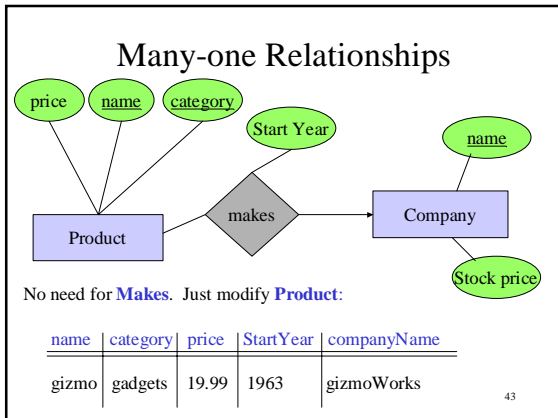 Many-one Relationships
price
name
category
Start Year
name
makes
Company
Product
Stock price
No need for Makes. Just modify Product:
name category price StartYear companyName
gizmo gadgets 19.99 1963 gizmoWorks
43